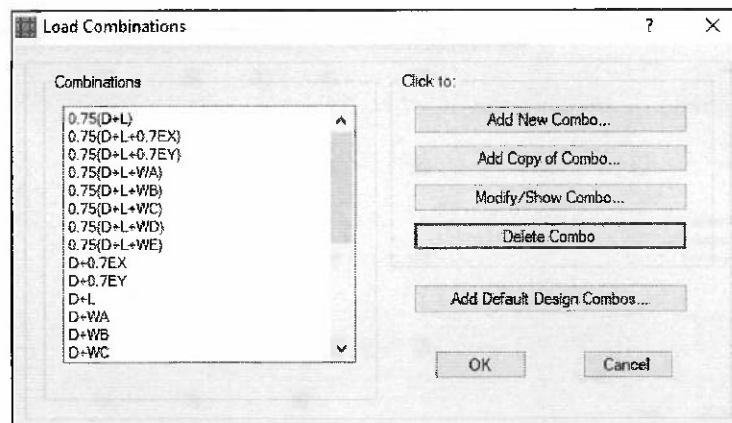 Load Combinations ? ×
Combinations
0.75(D+L)
0.75(D+L+0.7EX)
0.75(D+L+0.7EY)
0.75(D+L+WA)
0.75(D+L+WB)
0.75(D+L+WC)
0.75(D+L+WD)
0.75(D+L+WE)
D+0.7EX
D+0.7EY
D+L
D+WA
D+WB
D+WC
Click to:
Add New Combo...
Add Copy of Combo...
Modify/Show Combo...
Delete Combo
Add Default Design Combos...
OK
Cancel